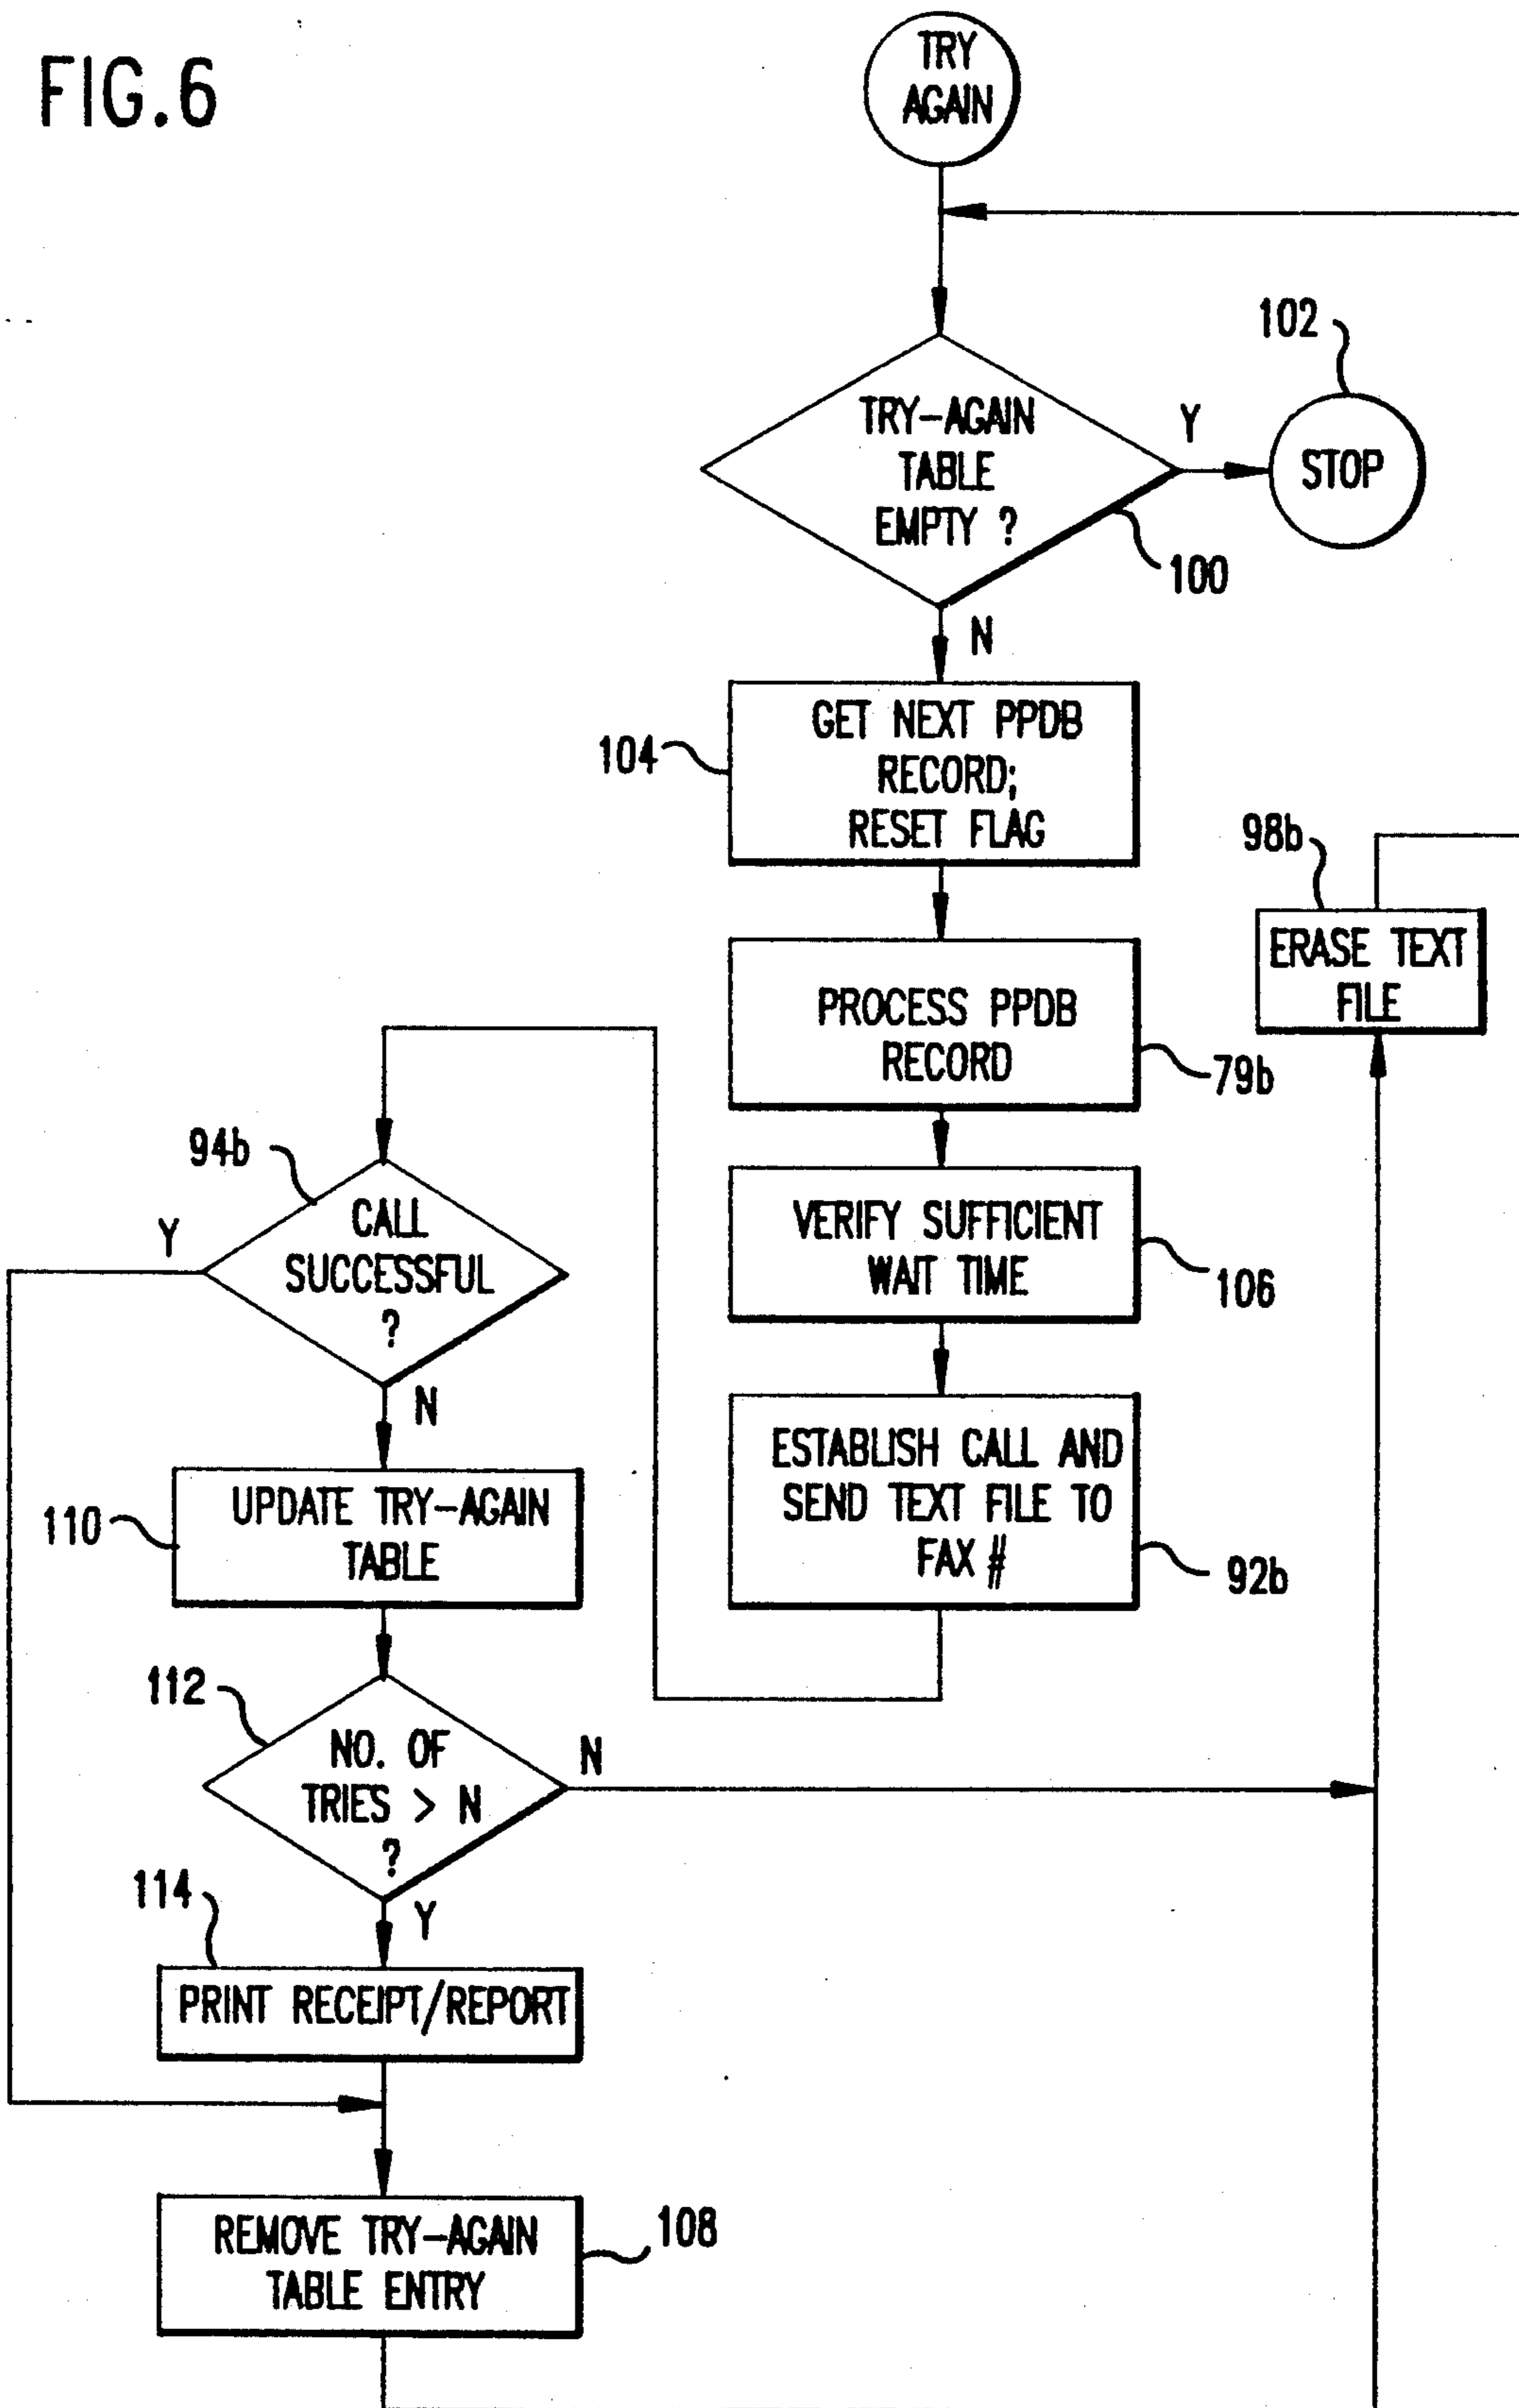 FIG.6
TRY
AGAIN
102
TRY-AGAIN
TABLE
EMPTY ?
Y
STOP
100
N
104
GET NEXT PPDB
RECORD;
RESET FLAG
98b
ERASE TEXT
FILE
PROCESS PPDB
RECORD
79b
94b
CALL
SUCCESSFUL
?
Y
N
VERIFY SUFFICIENT
WAIT TIME
106
ESTABLISH CALL AND
SEND TEXT FILE TO
FAX #
92b
110
UPDATE TRY-AGAIN
TABLE
112
NO. OF
TRIES > N
?
N
Y
114
PRINT RECEIPT/REPORT
REMOVE TRY-AGAIN
TABLE ENTRY
108